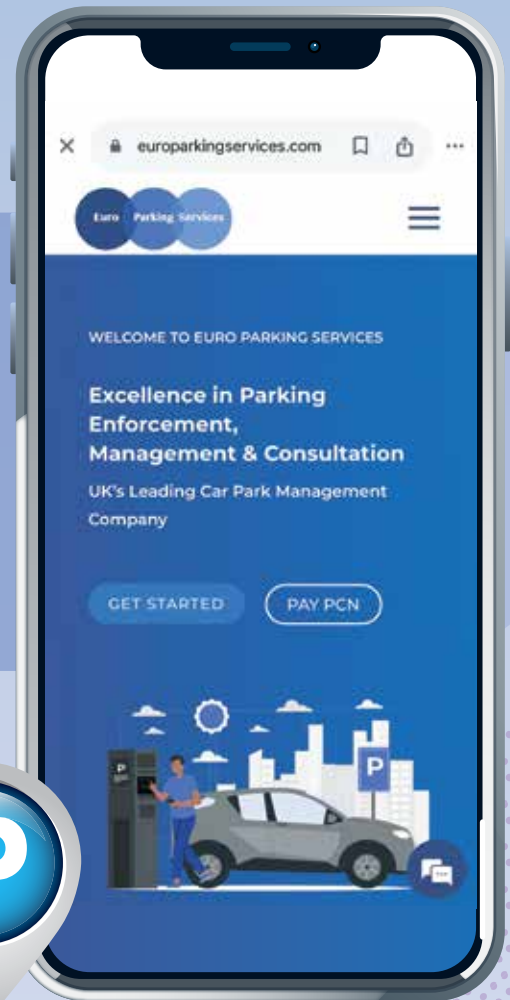 europarkingservices.com
Euro Parking Services
WELCOME TO EURO PARKING SERVICES
Excellence in Parking
Enforcement,
Management & Consultation
UK's Leading Car Park Management
Company
GET STARTED
PAY PCN
P
P
P